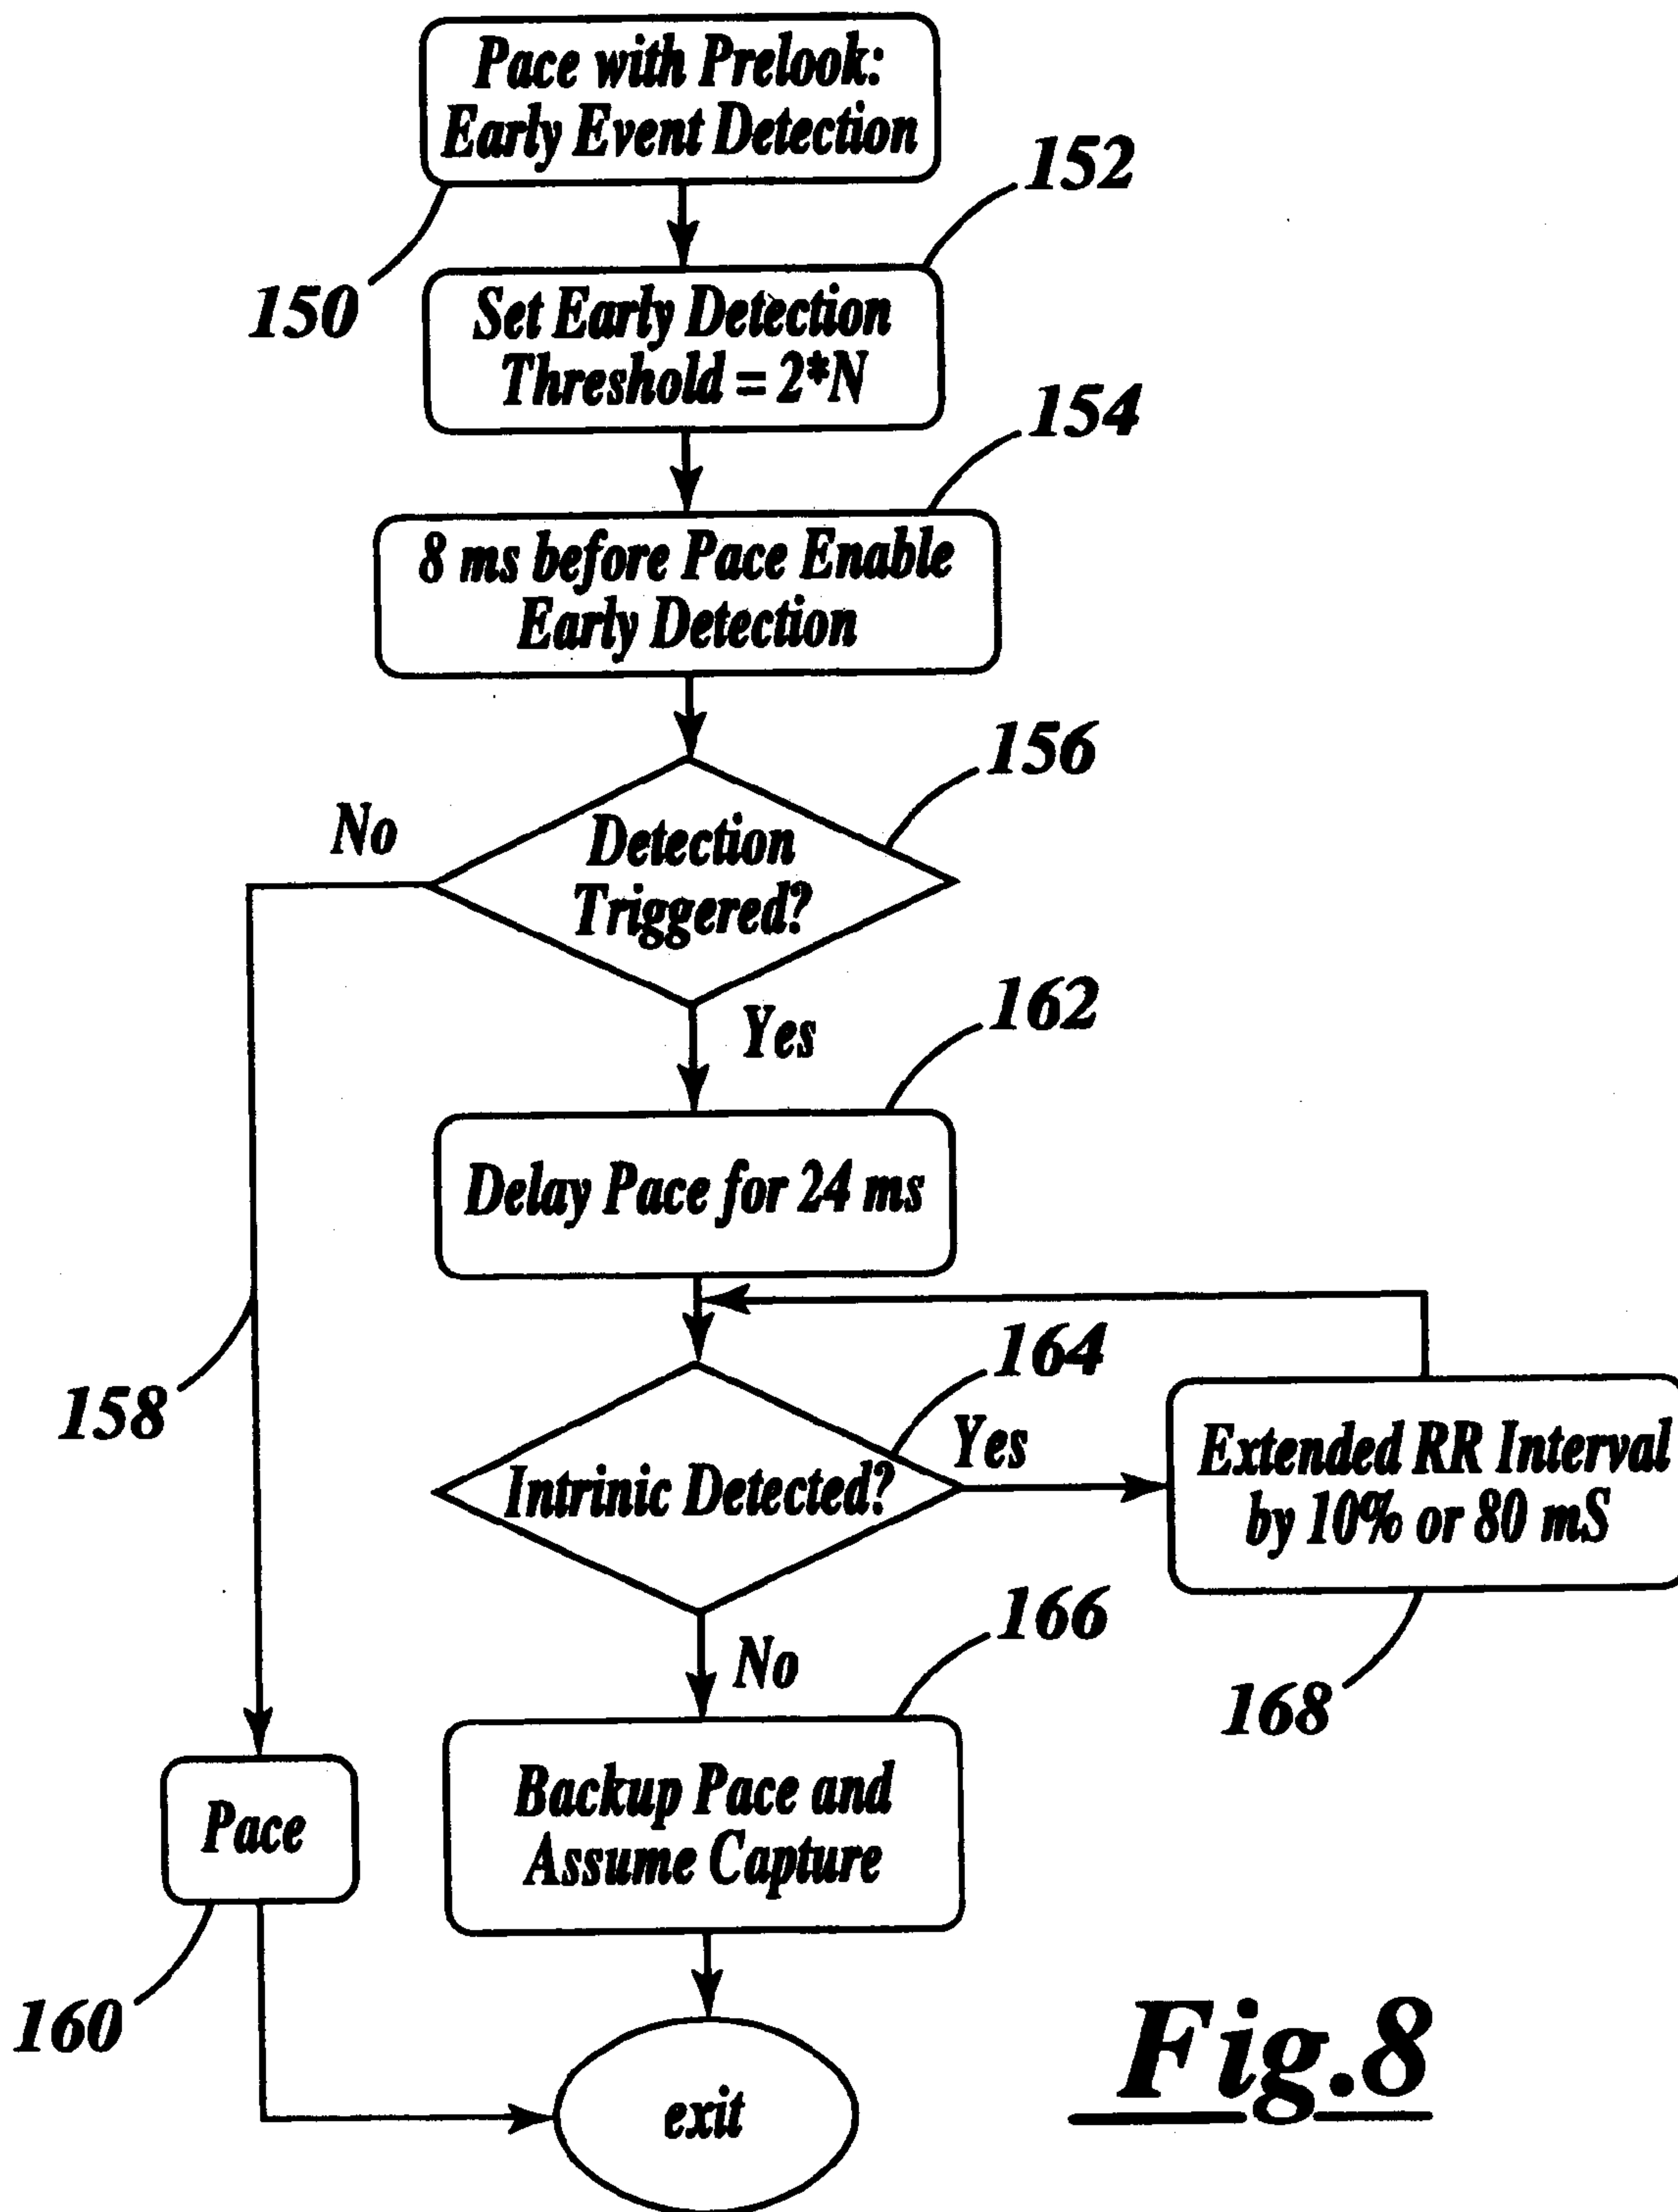 Pace with Prelook:
Early Event Detection
150
152
Set Early Detection
Threshold = 2*N
154
8 ms before Pace Enable
Early Detection
156
No
Detection
Triggered?
Yes
162
Delay Pace for 24 ms
158
164
Yes
Intrinic Detected?
Extended RR Interval
by 10% or 80 mS
166
No
168
Pace
Backup Pace and
Assume Capture
160
exit
Fig.8